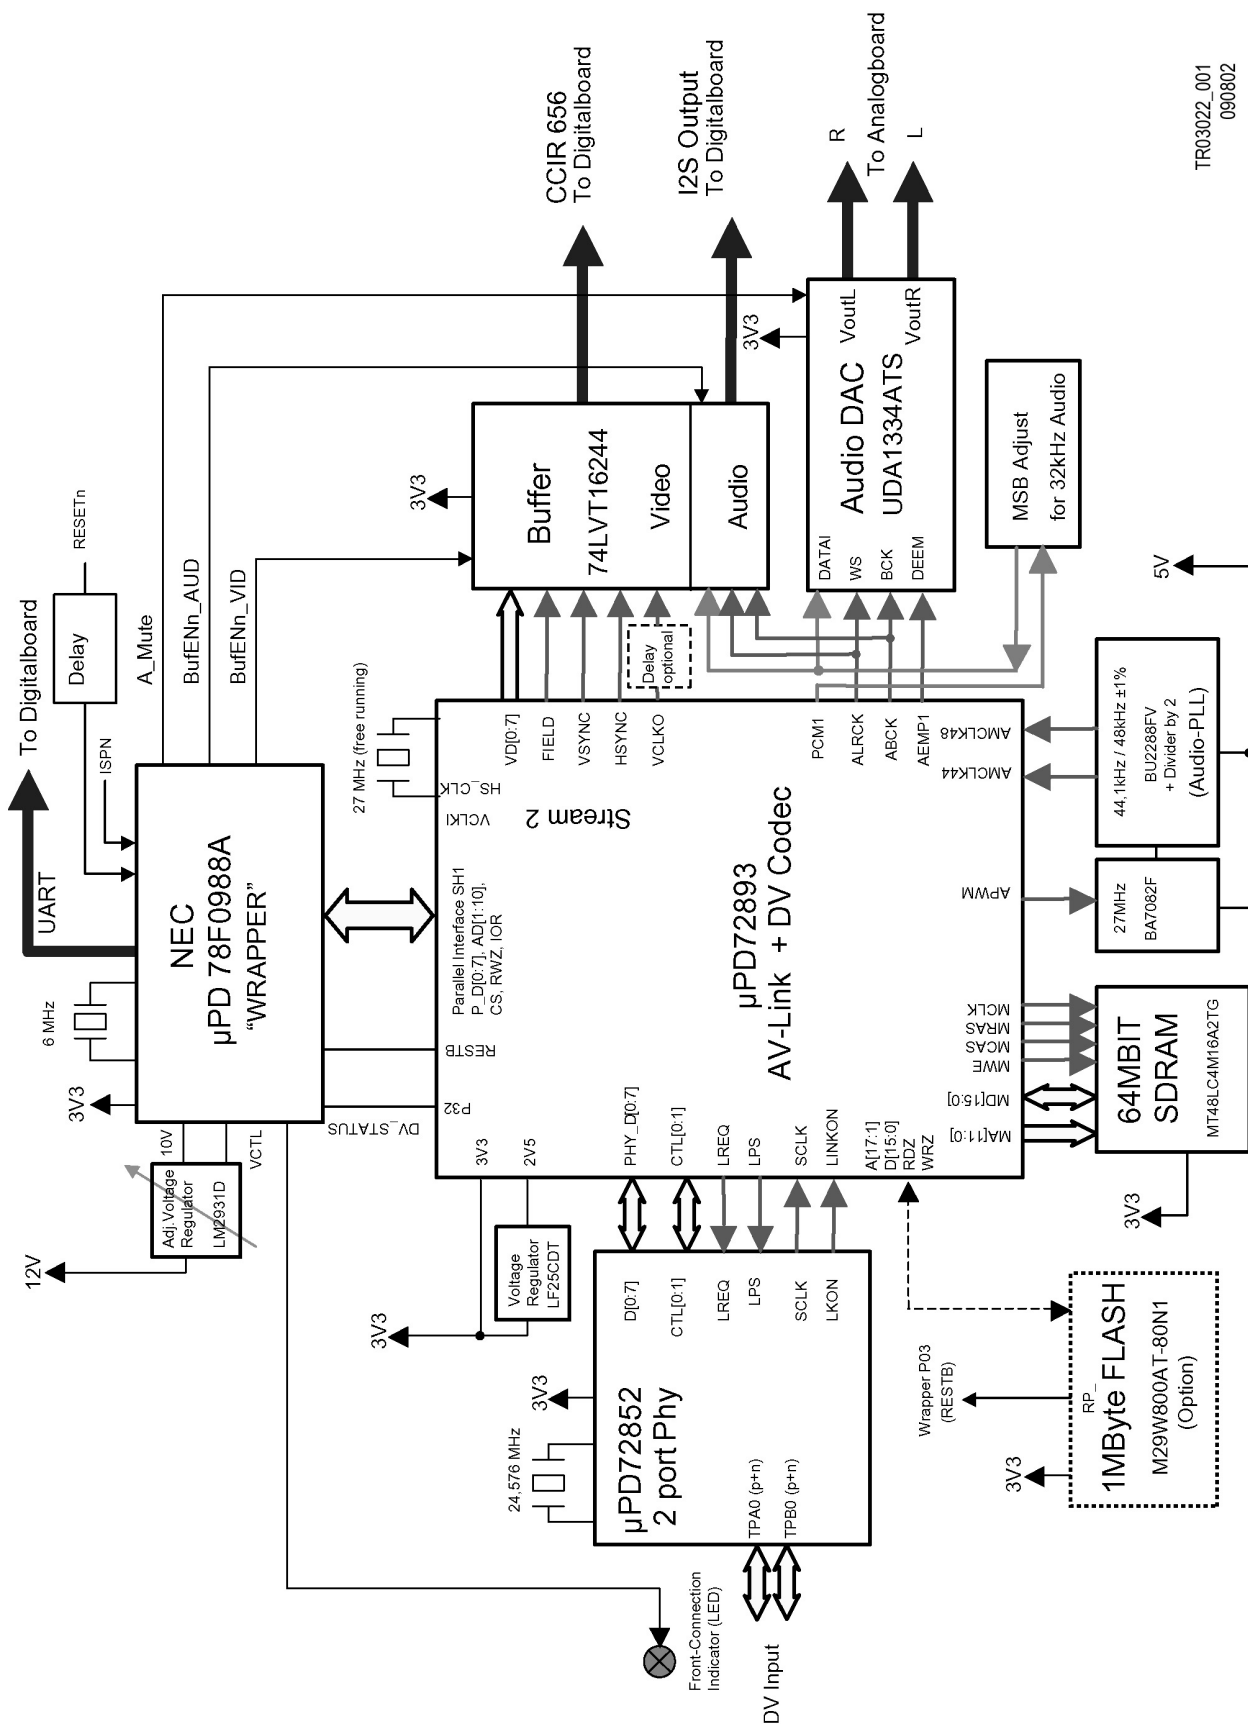 12V
10V
3V3
6 MHz
UART
To Digitalboard
Delay
RESETn
ISPN
Adj.Voltage
Regulator
LM2931D
VCTL
NEC
µPD 78F0988A
“WRAPPER”
A_Mute
BufENn_AUD
BufENn_VID
DV_STATUS
P32
RESTB
Parallel Interface SH1
P_D[0:7], AD[1:10],
CS, RWZ, IOR
VCLKI
HS_CLK
27 MHz (free running)
Stream 2
3V3
3V3
2V5
Voltage
Regulator
LF25CDT
3V3
24,576 MHz
µPD72852
2 port Phy
D[0:7]
CTL[0:1]
LREQ
LPS
SCLK
LKON
TPA0 (p+n)
TPB0 (p+n)
DV Input
Front-Connection
Indicator (LED)
PHY_D[0:7]
CTL[0:1]
LREQ
LPS
SCLK
LINKON
A[17:1]
D[15:0]
RDZ
WRZ
µPD72893
AV-Link + DV Codec
VD[0:7]
FIELD
VSYNC
HSYNC
VCLKO
Delay
optional
PCM1
ALRCK
ABCK
AEMP1
3V3
Buffer
74LVT16244
Video
Audio
CCIR 656
To Digitalboard
I2S Output
To Digitalboard
3V3
DATAI
WS
BCK
DEEM
Audio DAC
UDA1334ATS
VoutL
VoutR
R
To Analogboard
L
MSB Adjust
for 32kHz Audio
MA[11:0]
MD[15:0]
MWE
MCAS
MRAS
MCLK
APWM
AMCLK44
AMCLK48
Wrapper P03
(RESTB)
3V3
RP_
1MByte FLASH
M29W800AT-80N1
(Option)
3V3
64MBIT
SDRAM
MT48LC4M16A2TG
27MHz
BA7082F
44,1kHz / 48kHz ±1%
BU2288FV
+ Divider by 2
(Audio-PLL)
5V
TR03022_001
090802